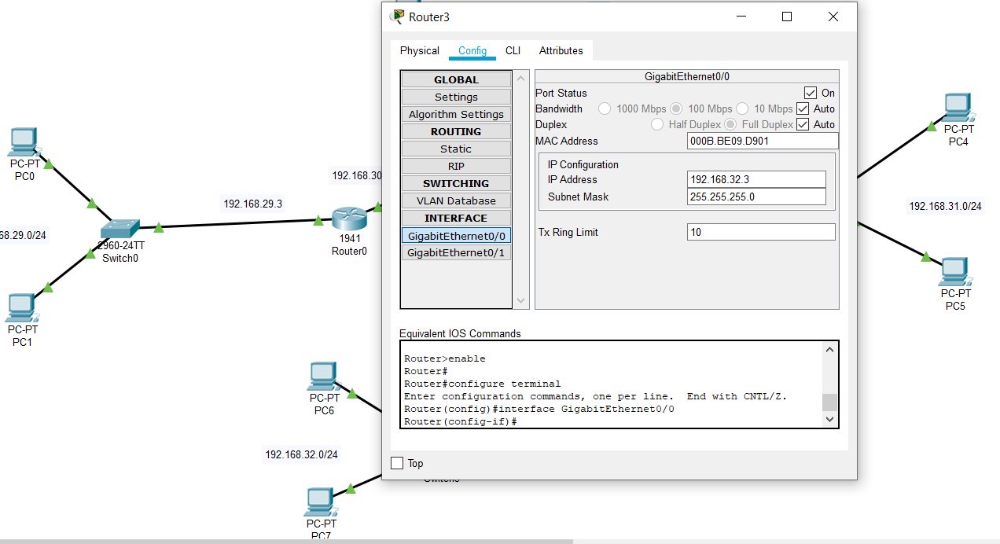 Router3
Physical Config CLI Attributes
GLOBAL
Settings
Algorithm Settings
ROUTING
Static
RIP
SWITCHING
VLAN Database
INTERFACE
GigabitEthernet0/0
GigabitEthernet0/1
GigabitEthernet0/0
Port Status On
Bandwidth 1000 Mbps 100 Mbps 10 Mbps Auto
Duplex Half Duplex Full Duplex Auto
MAC Address 000B.BE09.D901
IP Configuration
IP Address 192.168.32.3
Subnet Mask 255.255.255.0
Tx Ring Limit 10
Equivalent IOS Commands
Router>enable
Router#
Router#configure terminal
Enter configuration commands, one per line. End with CNTL/Z.
Router(config)#interface GigabitEthernet0/0
Router(config-if)#
Top
PC-PT
PC0
192.168.30
192.168.29.3
68.29.0/24
2960-24TT
Switch0
1941
Router0
PC-PT
PC1
PC-PT
PC6
192.168.32.0/24
PC-PT
PC7
PC-PT
PC4
192.168.31.0/24
PC-PT
PC5